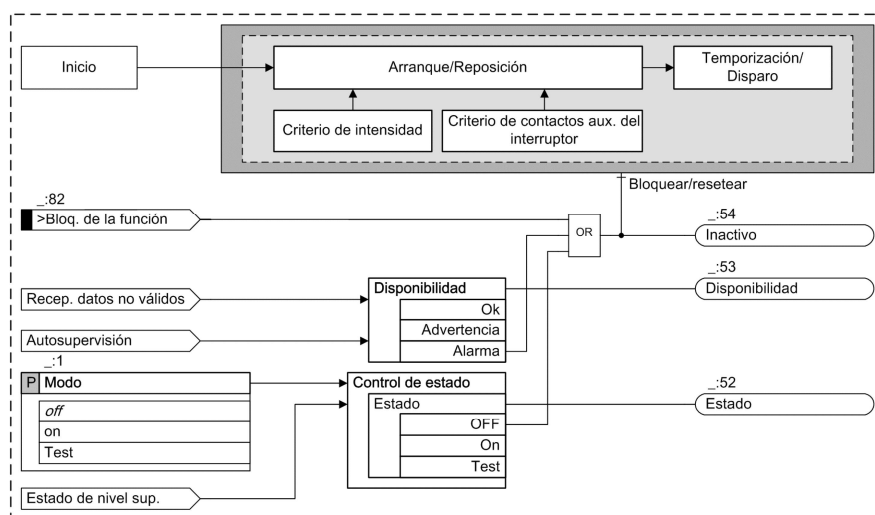 Inicio
Arranque/Reposición
Temporización/
Disparo
Criterio de intensidad
Criterio de contactos aux. del
interruptor
Bloquear/resetear
_:82
>Bloq. de la función
OR
_:54
Inactivo
_:53
Disponibilidad
Recep. datos no válidos
Disponibilidad
Ok
Advertencia
Alarma
Autosupervisión
_:1
P Modo
off
on
Test
Control de estado
Estado
OFF
On
Test
_:52
Estado
Estado de nivel sup.